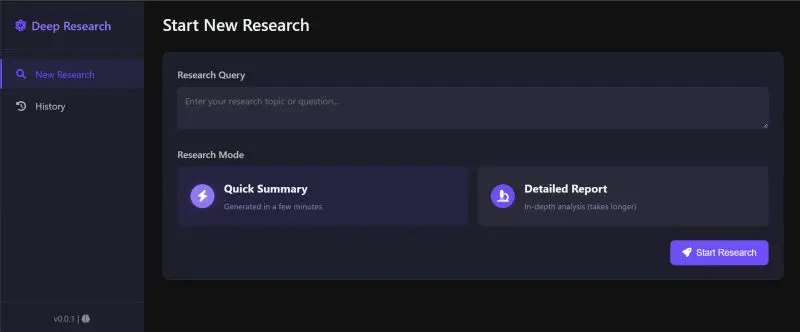 Deep Research
New Research
History
v0.0.1 |
Start New Research
Research Query
Enter your research topic or question...
Research Mode
Quick Summary
Generated in a few minutes
Detailed Report
In-depth analysis (takes longer)
Start Research